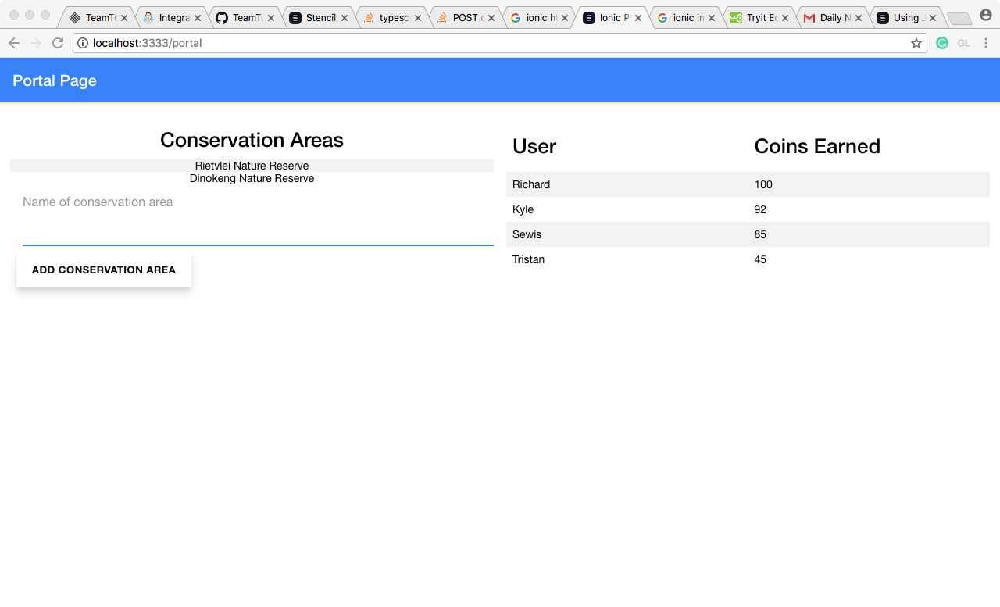 TeamTu
Integra
TeamTu
Stencil
typesc
POST c
ionic ht
Ionic P
ionic in
Tryit Ec
Daily N
Using J
localhost:3333/portal
GL
Portal Page
Conservation Areas
Rietvlei Nature Reserve
Dinokeng Nature Reserve
Name of conservation area
ADD CONSERVATION AREA
User Coins Earned
Richard 100
Kyle 92
Sewis 85
Tristan 45